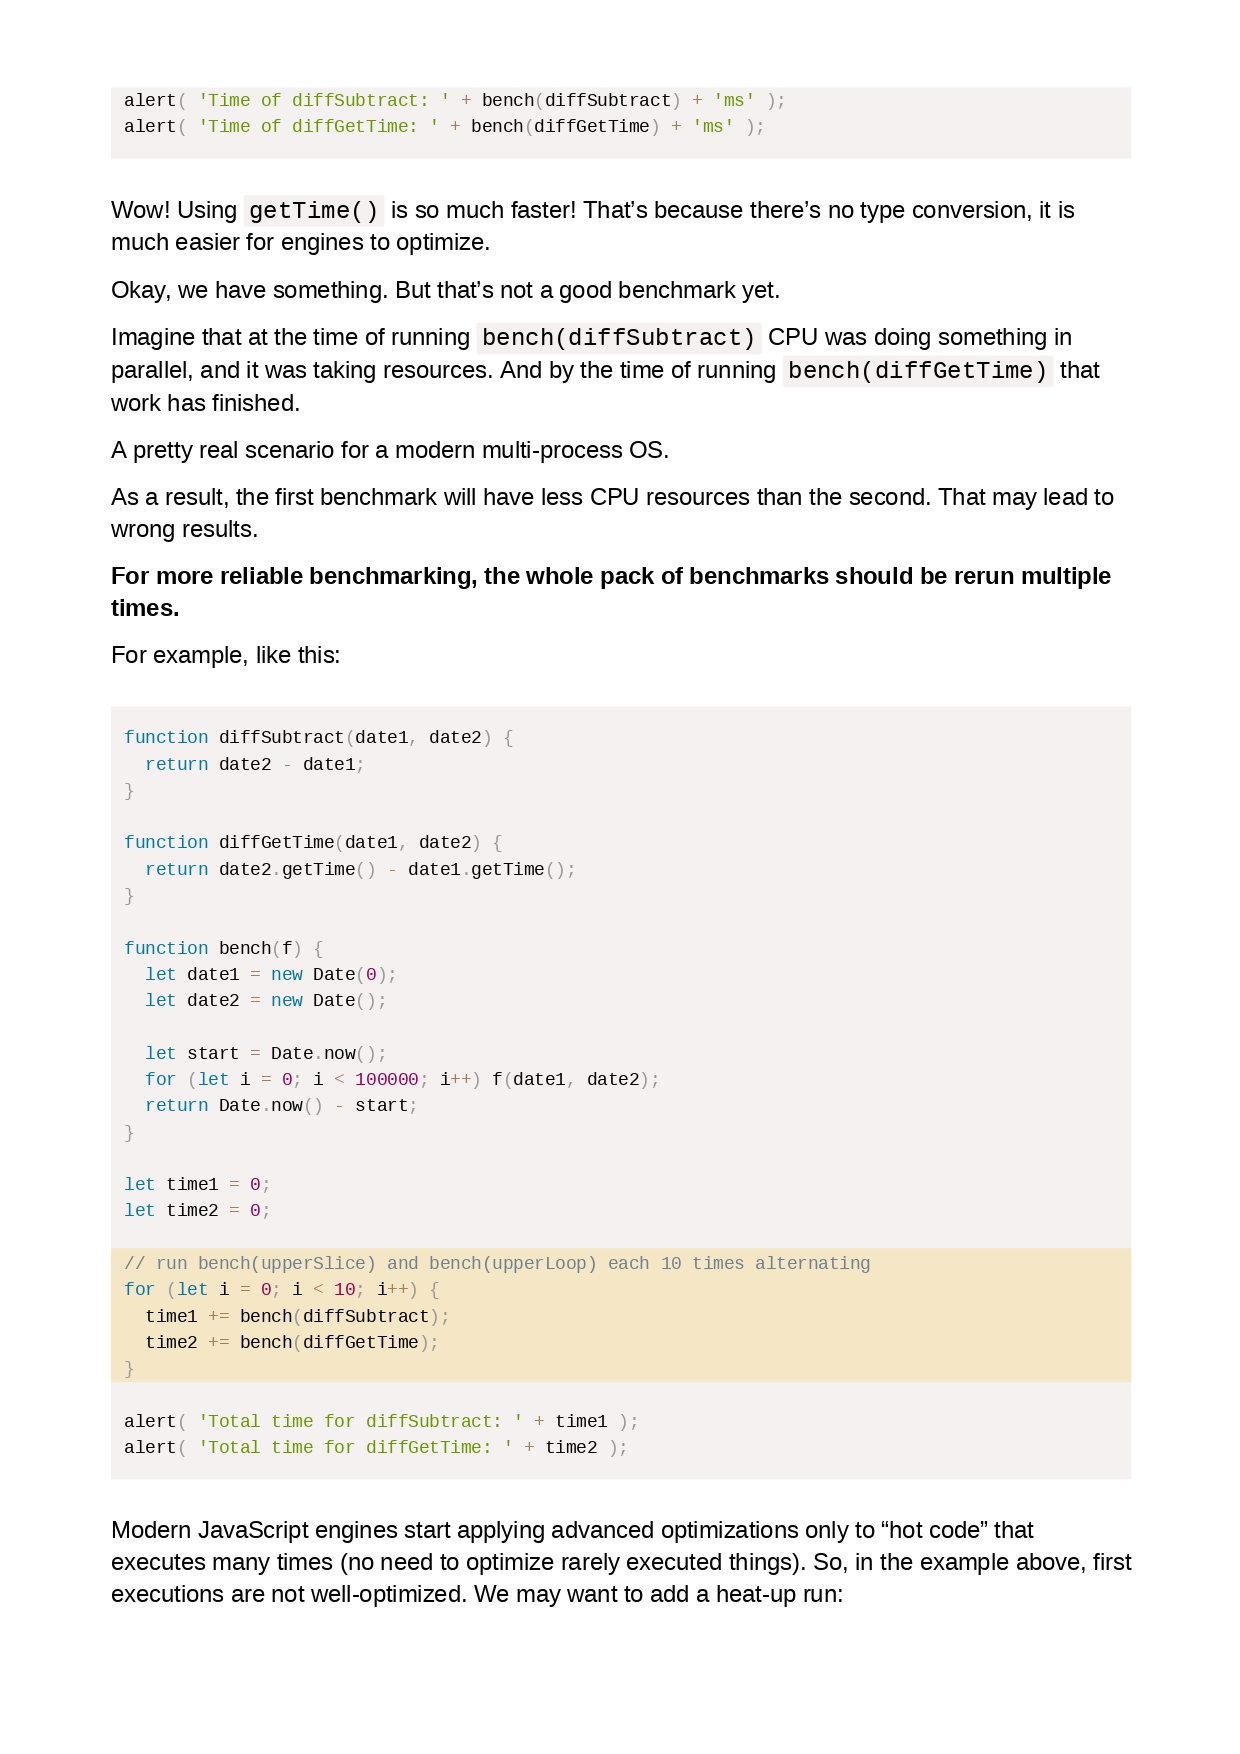 alert( 'Time of diffSubtract: ' + bench(diffSubtract) + 'ms' );
alert( 'Time of diffGetTime: ' + bench(diffGetTime) + 'ms' );
Wow! Using getTime() is so much faster! That’s because there’s no type conversion, it is
much easier for engines to optimize.
Okay, we have something. But that’s not a good benchmark yet.
Imagine that at the time of running bench(diffSubtract) CPU was doing something in
parallel, and it was taking resources. And by the time of running bench(diffGetTime) that
work has finished.
A pretty real scenario for a modern multi-process OS.
As a result, the first benchmark will have less CPU resources than the second. That may lead to
wrong results.
For more reliable benchmarking, the whole pack of benchmarks should be rerun multiple
times.
For example, like this:
function diffSubtract(date1, date2) {
  return date2 - date1;
}
function diffGetTime(date1, date2) {
  return date2.getTime() - date1.getTime();
}
function bench(f) {
  let date1 = new Date(0);
  let date2 = new Date();
  let start = Date.now();
  for (let i = 0; i < 100000; i++) f(date1, date2);
  return Date.now() - start;
}
let time1 = 0;
let time2 = 0;
// run bench(upperSlice) and bench(upperLoop) each 10 times alternating
for (let i = 0; i < 10; i++) {
  time1 += bench(diffSubtract);
  time2 += bench(diffGetTime);
}
alert( 'Total time for diffSubtract: ' + time1 );
alert( 'Total time for diffGetTime: ' + time2 );
Modern JavaScript engines start applying advanced optimizations only to “hot code” that
executes many times (no need to optimize rarely executed things). So, in the example above, first
executions are not well-optimized. We may want to add a heat-up run: